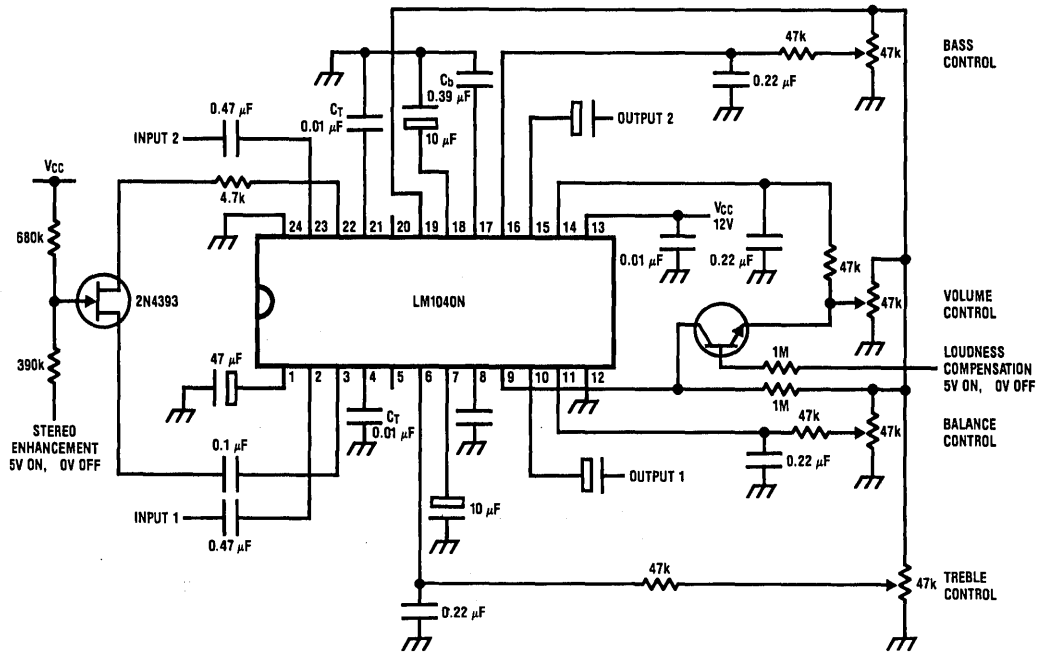 47k
47k
BASS
CONTROL
0.22 µF
Cb
0.39 µF
CT
0.01 µF
10 µF
0.47 µF
INPUT 2
OUTPUT 2
VCC
4.7k
680k
24 23 22 21 20 19 18 17 16 15 14 13
VCC
12V
0.01 µF
0.22 µF
47k
47k
VOLUME
CONTROL
2N4393
LM1040N
390k
47 µF
1 2 3 4 5 6 7 8 9 10 11 12
1M
LOUDNESS
COMPENSATION
5V ON, 0V OFF
1M
CT
0.01 µF
47k
47k
BALANCE
CONTROL
0.22 µF
STEREO
ENHANCEMENT
5V ON, 0V OFF
0.1 µF
OUTPUT 1
INPUT 1
0.47 µF
10 µF
47k
47k
TREBLE
CONTROL
0.22 µF